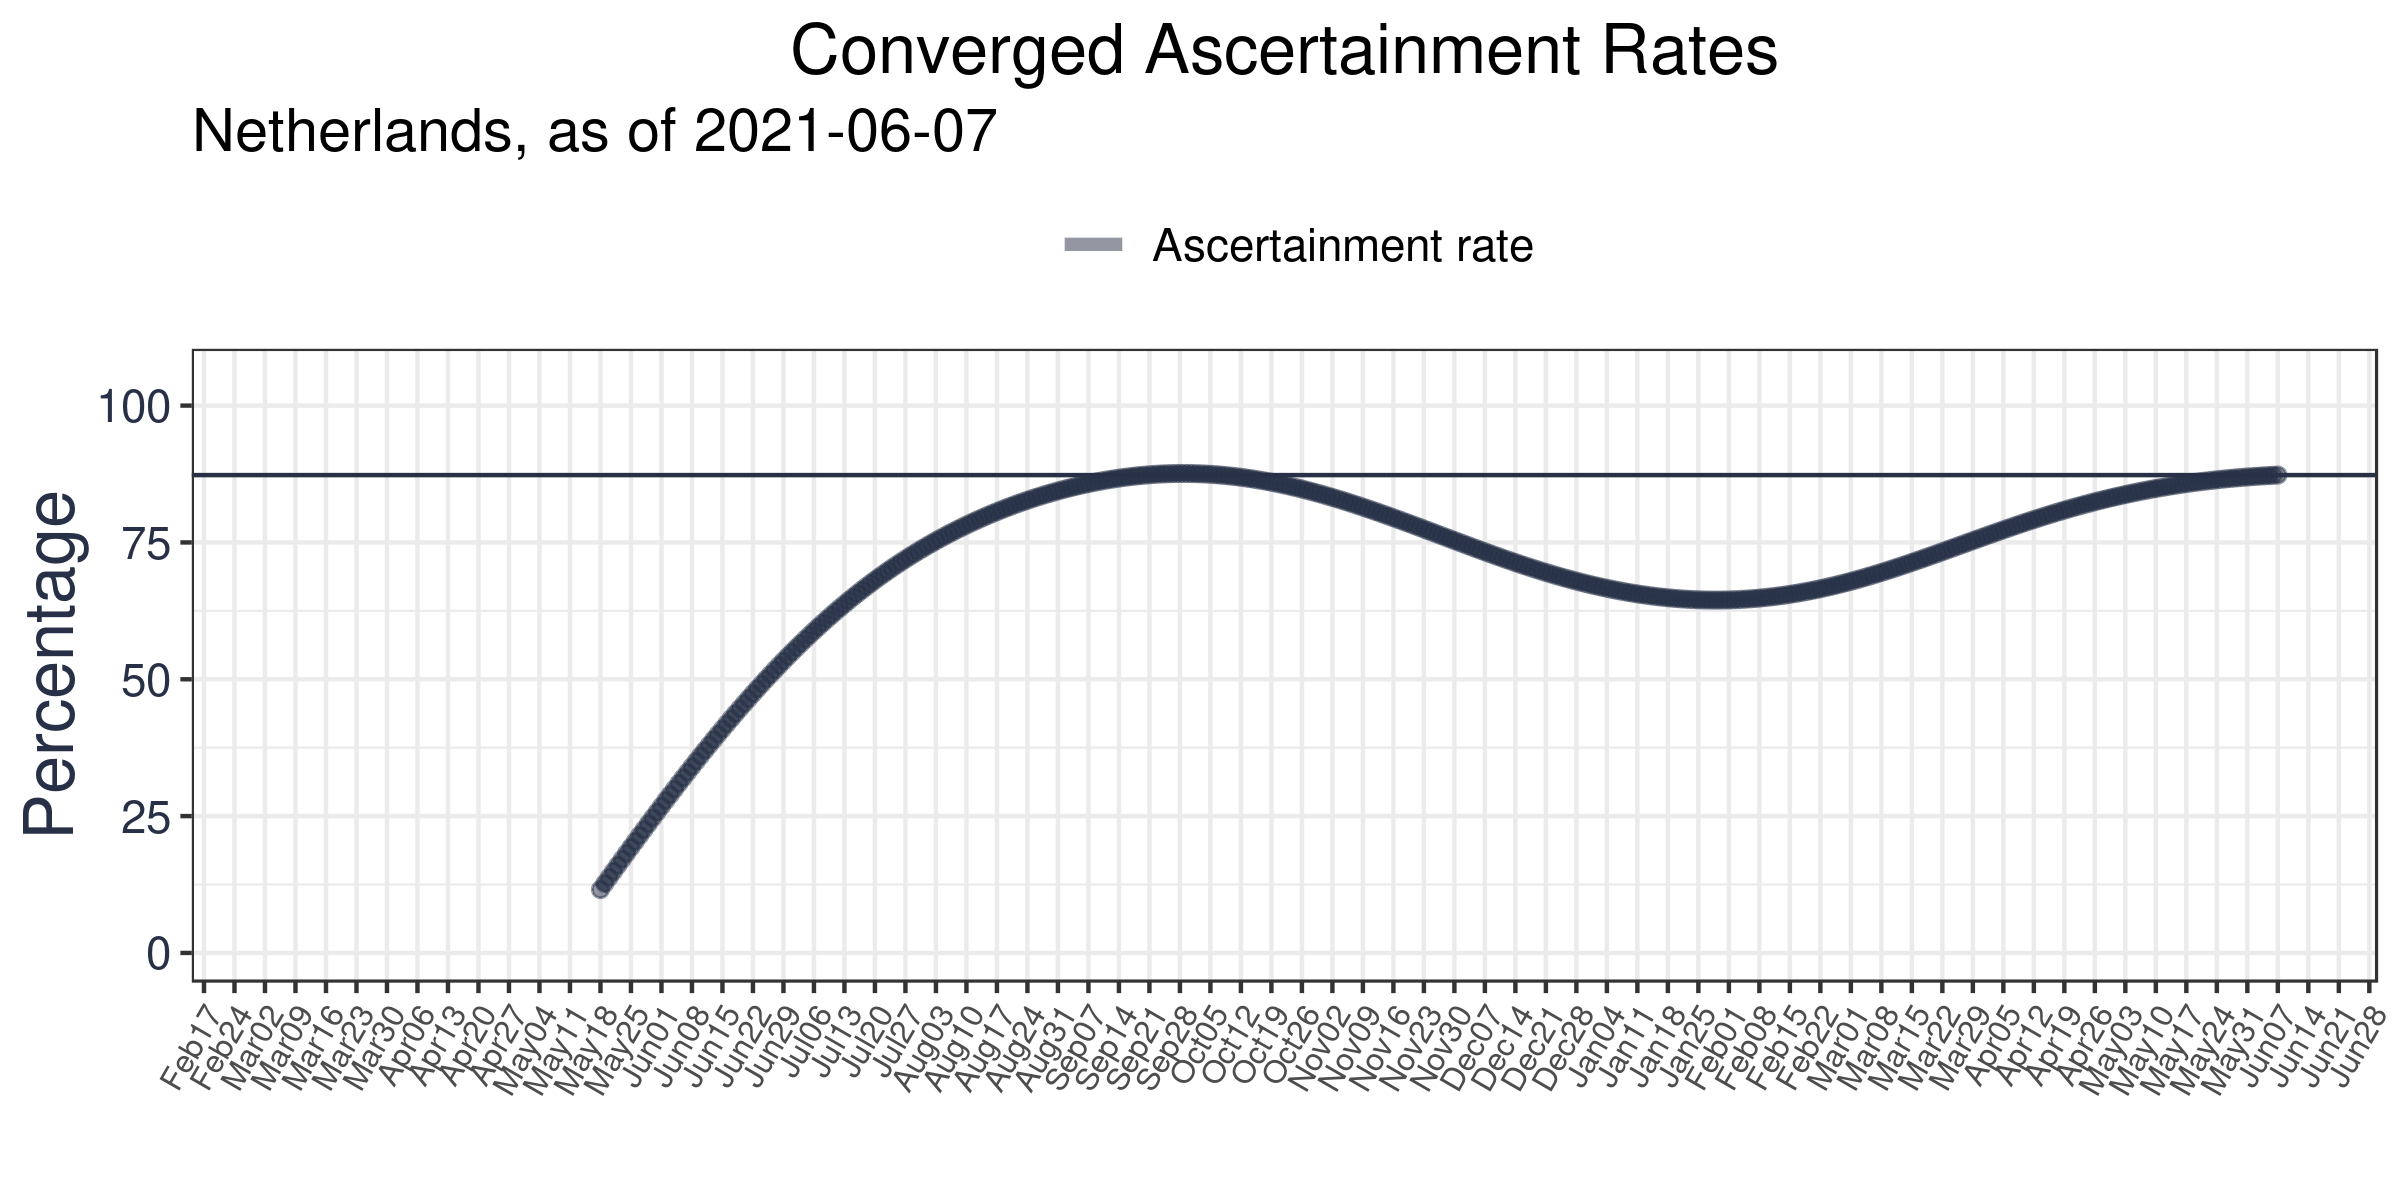 Converged Ascertainment Rates
Netherlands, as of 2021-06-07
Ascertainment rate
Percentage
100
75
50
25
0
Feb17 Feb24 Mar02 Mar09 Mar16 Mar23 Mar30 Apr06 Apr13 Apr20 Apr27 May04 May11 May18 May25 Jun01 Jun08 Jun15 Jun22 Jun29 Jul06 Jul13 Jul20 Jul27 Aug03 Aug10 Aug17 Aug24 Aug31 Sep07 Sep14 Sep21 Sep28 Oct05 Oct12 Oct19 Oct26 Nov02 Nov09 Nov16 Nov23 Nov30 Dec07 Dec14 Dec21 Dec28 Jan04 Jan11 Jan18 Jan25 Feb01 Feb08 Feb15 Feb22 Mar01 Mar08 Mar15 Mar22 Mar29 Apr05 Apr12 Apr19 Apr26 May03 May10 May17 May24 May31 Jun07 Jun14 Jun21 Jun28